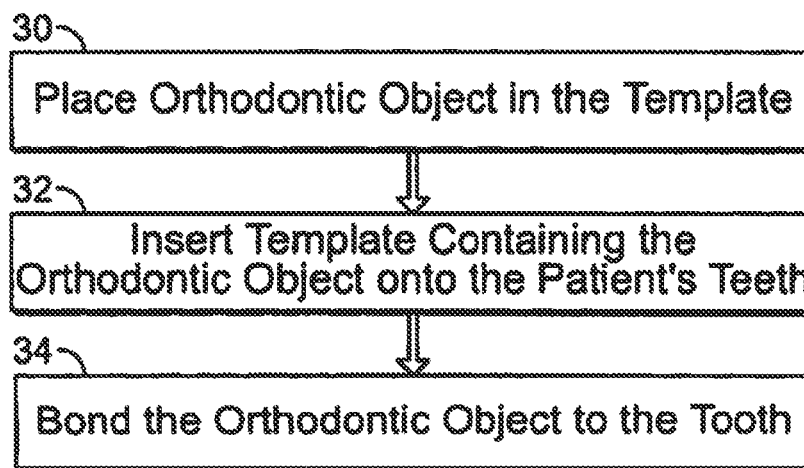 30
Place Orthodontic Object in the Template
32
Insert Template Containing the
Orthodontic Object onto the Patient's Teeth
34
Bond the Orthodontic Object to the Tooth